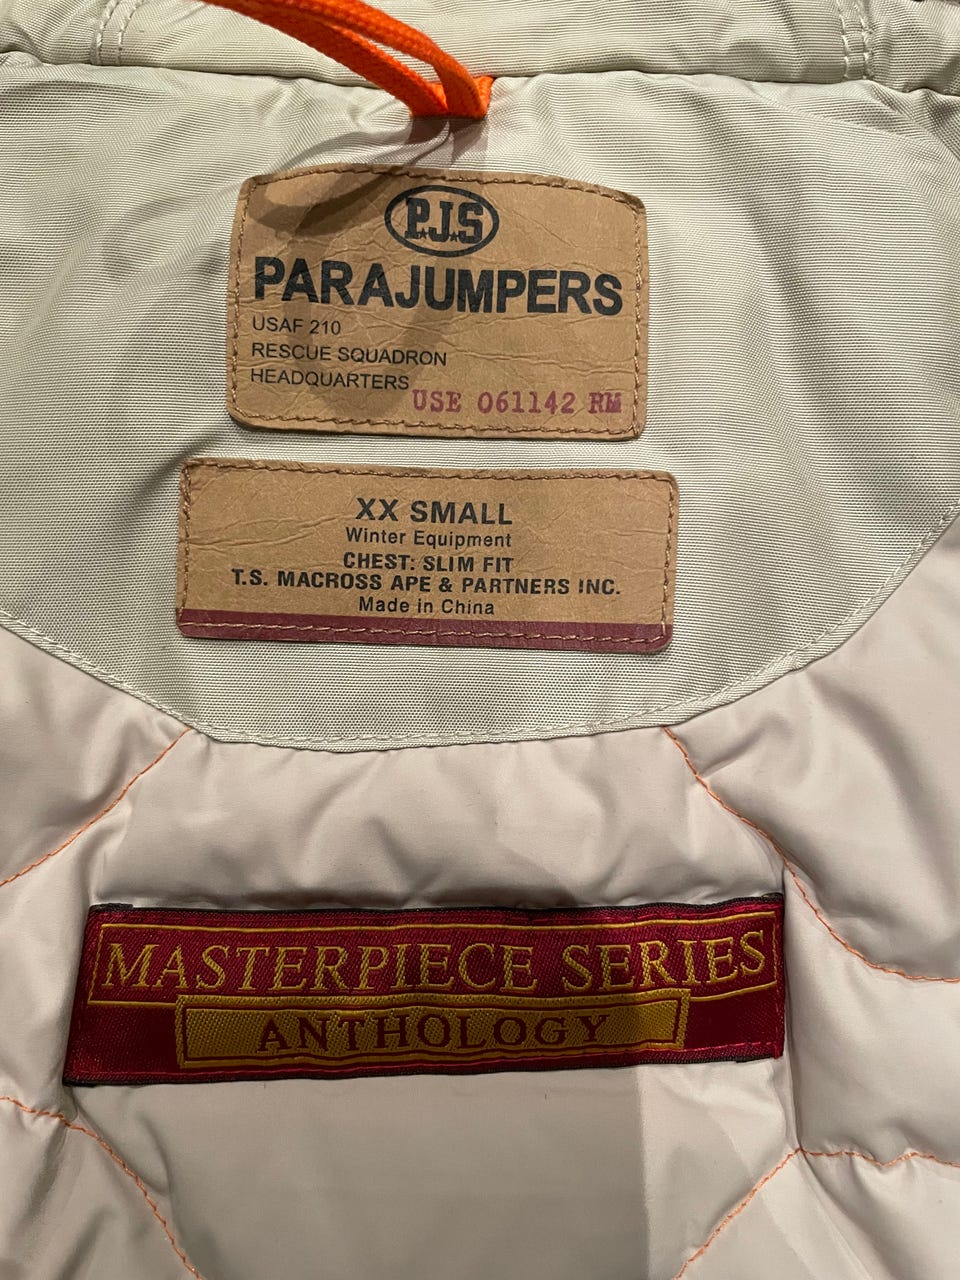 P.J.S
PARAJUMPERS
USAF 210
RESCUE SQUADRON
HEADQUARTERS
USE 061142 RM
XX SMALL
Winter Equipment
CHEST: SLIM FIT
T.S. MACROSS APE & PARTNERS INC.
Made in China
MASTERPIECE SERIES
ANTHOLOGY